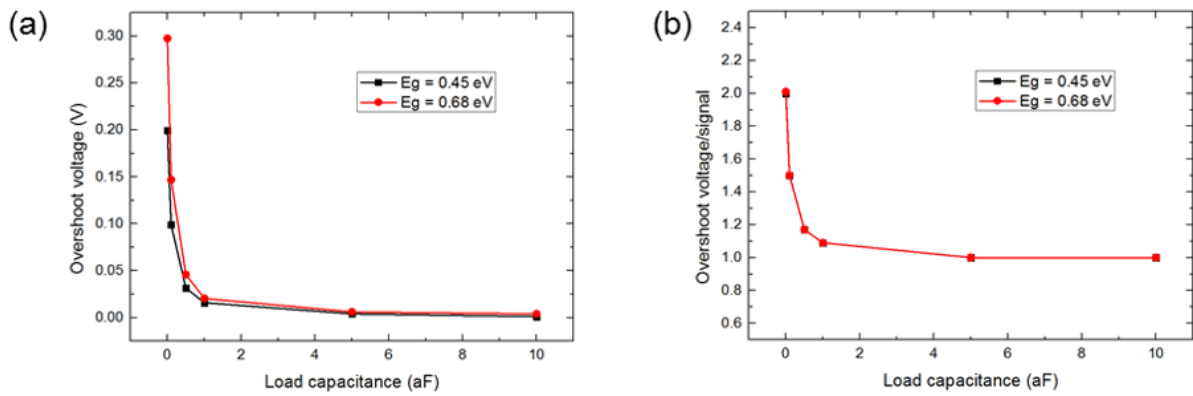 (a)
Overshoot voltage (V)
0.30
0.25
0.20
0.15
0.10
0.05
0.00
Eg = 0.45 eV
Eg = 0.68 eV
0 2 4 6 8 10
Load capacitance (aF)
(b)
Overshoot voltage/signal
2.4
2.2
2.0
1.8
1.6
1.4
1.2
1.0
0.8
0.6
Eg = 0.45 eV
Eg = 0.68 eV
0 2 4 6 8 10
Load capacitance (aF)